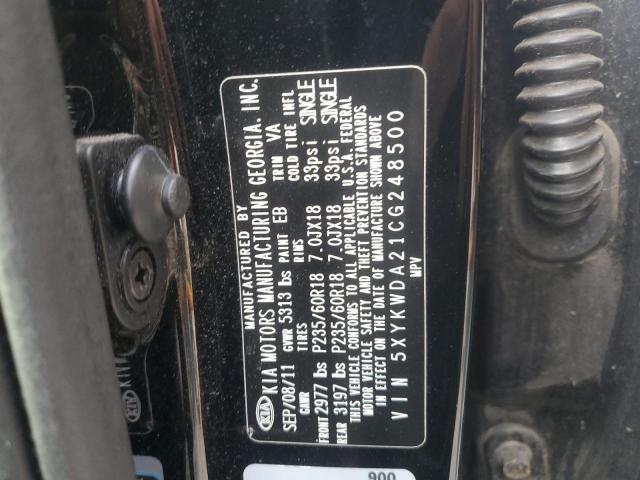 MANUFACTURED BY
KIA KIA MOTORS MANUFACTURING GEORGIA. INC.
SEP/08/11 PAINT EB TRIM VA
GVWR 5313 lbs
GAWR TIRES RIMS COLD TIRE INFL
FRONT 2977 lbs P235/60R18 7.0JX18 33psi SINGLE
REAR 3197 lbs P235/60R18 7.0JX18 33psi SINGLE
THIS VEHICLE CONFORMS TO ALL APPLICABLE U.S.A. FEDERAL
MOTOR VEHICLE SAFETY AND THEFT PREVENTION STANDARDS
IN EFFECT ON THE DATE OF MANUFACTURE SHOWN ABOVE
VIN 5XYKWDA21CG248500
MPV
KIA
900